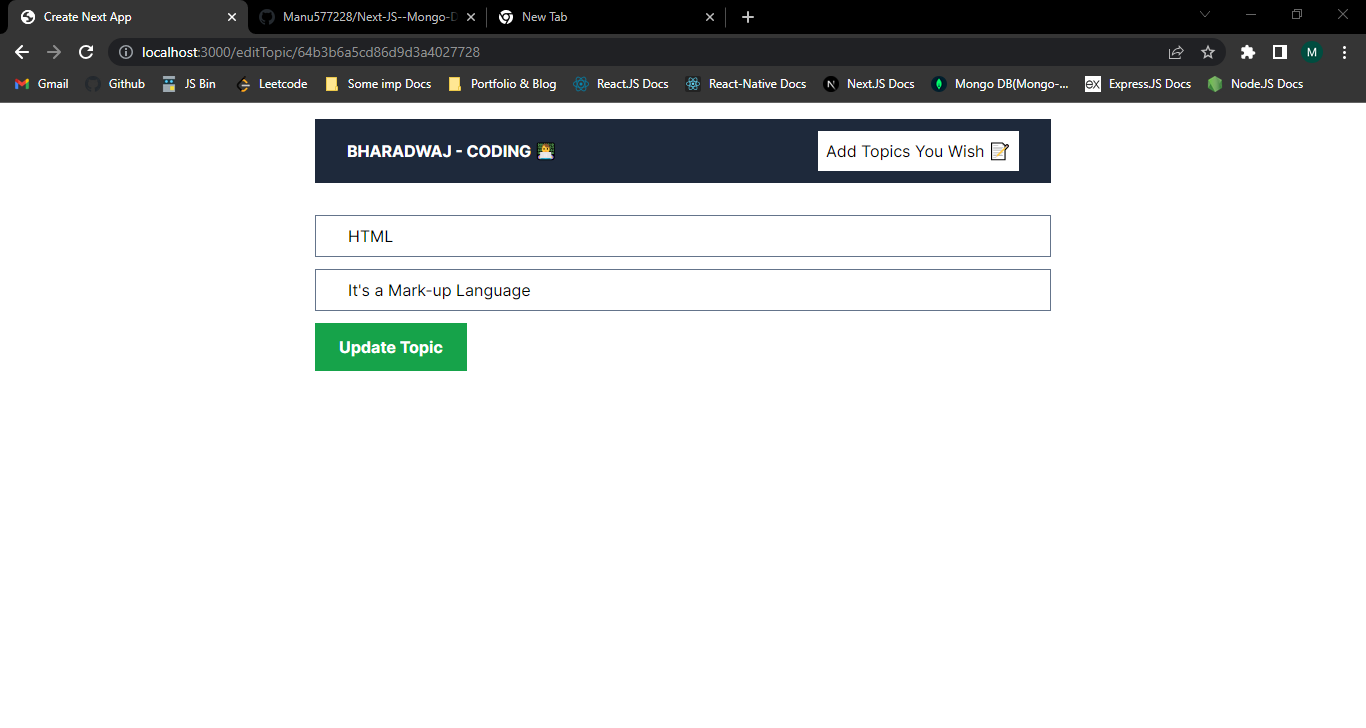 Create Next App
Manu577228/Next-JS--Mongo-D
New Tab
localhost:3000/editTopic/64b3b6a5cd86d9d3a4027728
M
Gmail
Github
JS Bin
Leetcode
Some imp Docs
Portfolio & Blog
React.JS Docs
React-Native Docs
N
Next.JS Docs
Mongo DB(Mongo-...
ex
Express.JS Docs
Node.JS Docs
BHARADWAJ - CODING 👨‍💻
Add Topics You Wish 📝
HTML
It's a Mark-up Language
Update Topic